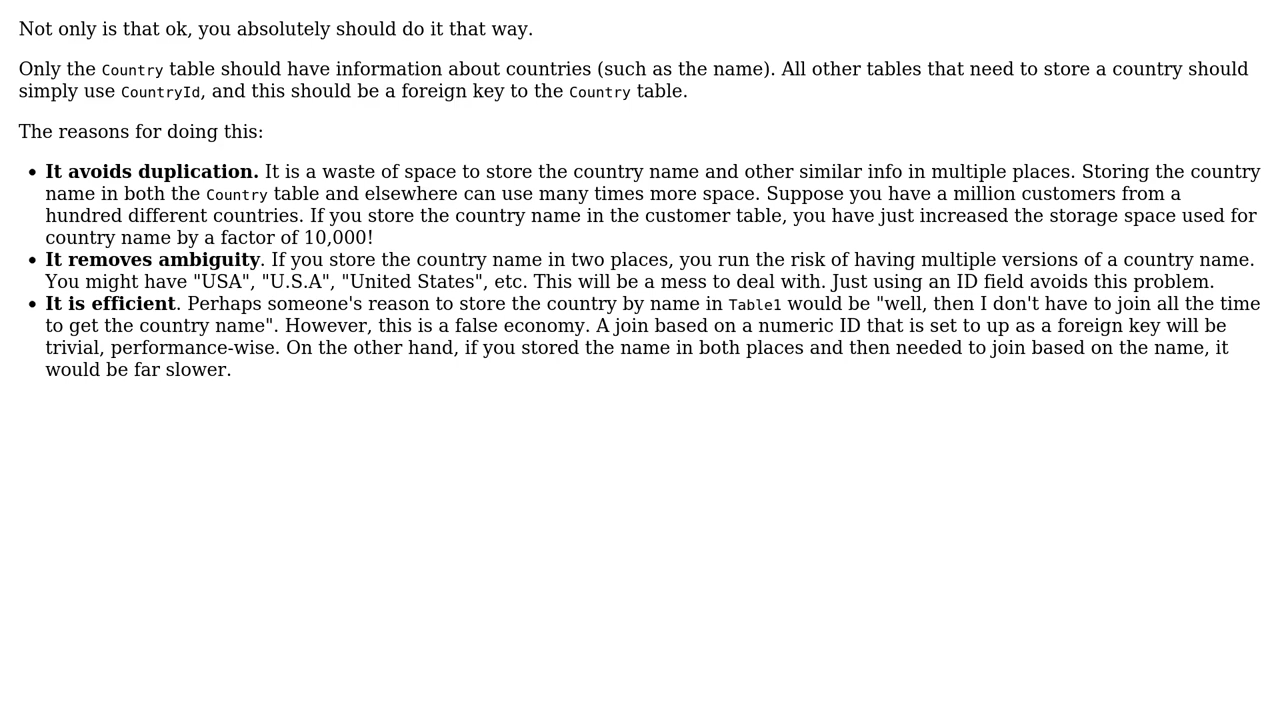 Not only is that ok, you absolutely should do it that way.
Only the Country table should have information about countries (such as the name). All other tables that need to store a country should
simply use CountryId, and this should be a foreign key to the Country table.
The reasons for doing this:
• It avoids duplication. It is a waste of space to store the country name and other similar info in multiple places. Storing the country
name in both the Country table and elsewhere can use many times more space. Suppose you have a million customers from a
hundred different countries. If you store the country name in the customer table, you have just increased the storage space used for
country name by a factor of 10,000!
• It removes ambiguity. If you store the country name in two places, you run the risk of having multiple versions of a country name.
You might have "USA", "U.S.A", "United States", etc. This will be a mess to deal with. Just using an ID field avoids this problem.
• It is efficient. Perhaps someone's reason to store the country by name in Table1 would be "well, then I don't have to join all the time
to get the country name". However, this is a false economy. A join based on a numeric ID that is set to up as a foreign key will be
trivial, performance-wise. On the other hand, if you stored the name in both places and then needed to join based on the name, it
would be far slower.